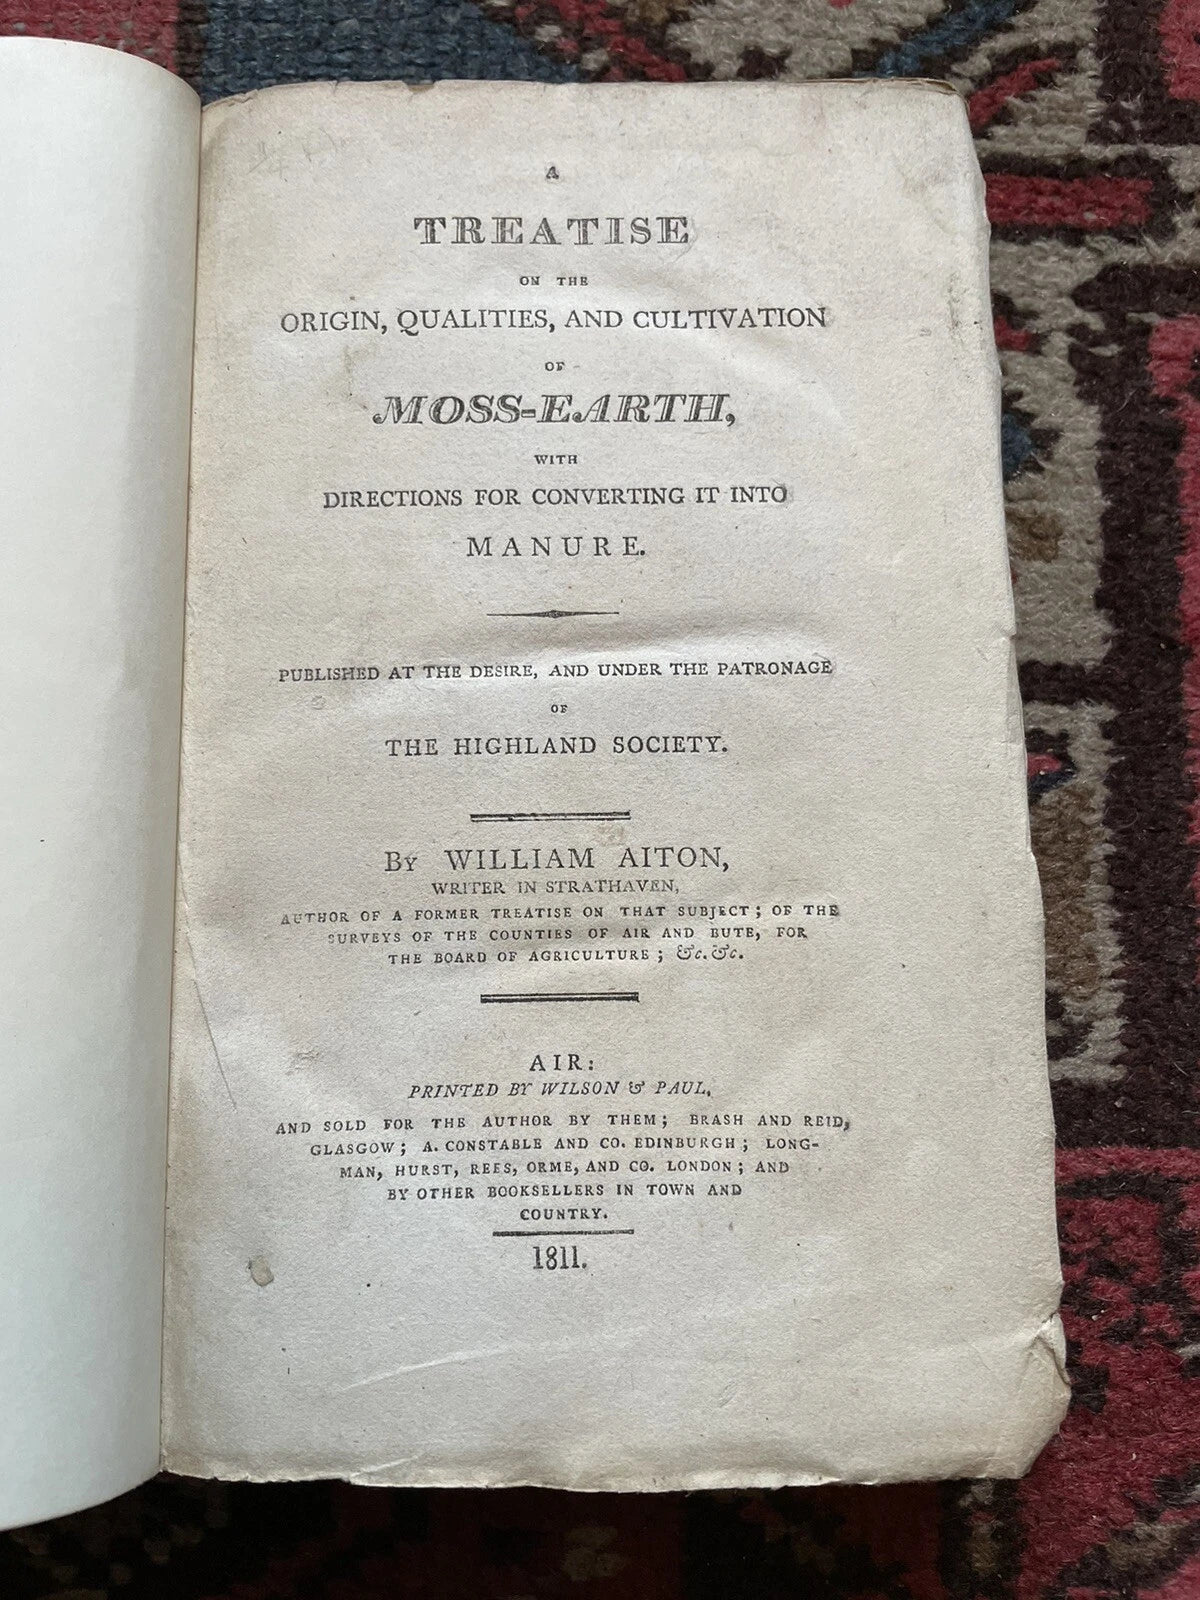 A
TREATISE
ON THE
ORIGIN, QUALITIES, AND CULTIVATION
OF
MOSS-EARTH,
WITH
DIRECTIONS FOR CONVERTING IT INTO
MANURE.
PUBLISHED AT THE DESIRE, AND UNDER THE PATRONAGE
OF
THE HIGHLAND SOCIETY.
BY WILLIAM AITON,
WRITER IN STRATHAVEN,
AUTHOR OF A FORMER TREATISE ON THAT SUBJECT; OF THE
SURVEYS OF THE COUNTIES OF AIR AND BUTE, FOR
THE BOARD OF AGRICULTURE; &c. &c.
AIR:
PRINTED BY WILSON & PAUL,
AND SOLD FOR THE AUTHOR BY THEM; BRASH AND REID,
GLASGOW; A. CONSTABLE AND CO. EDINBURGH; LONG-
MAN, HURST, REES, ORME, AND CO. LONDON; AND
BY OTHER BOOKSELLERS IN TOWN AND
COUNTRY.
1811.